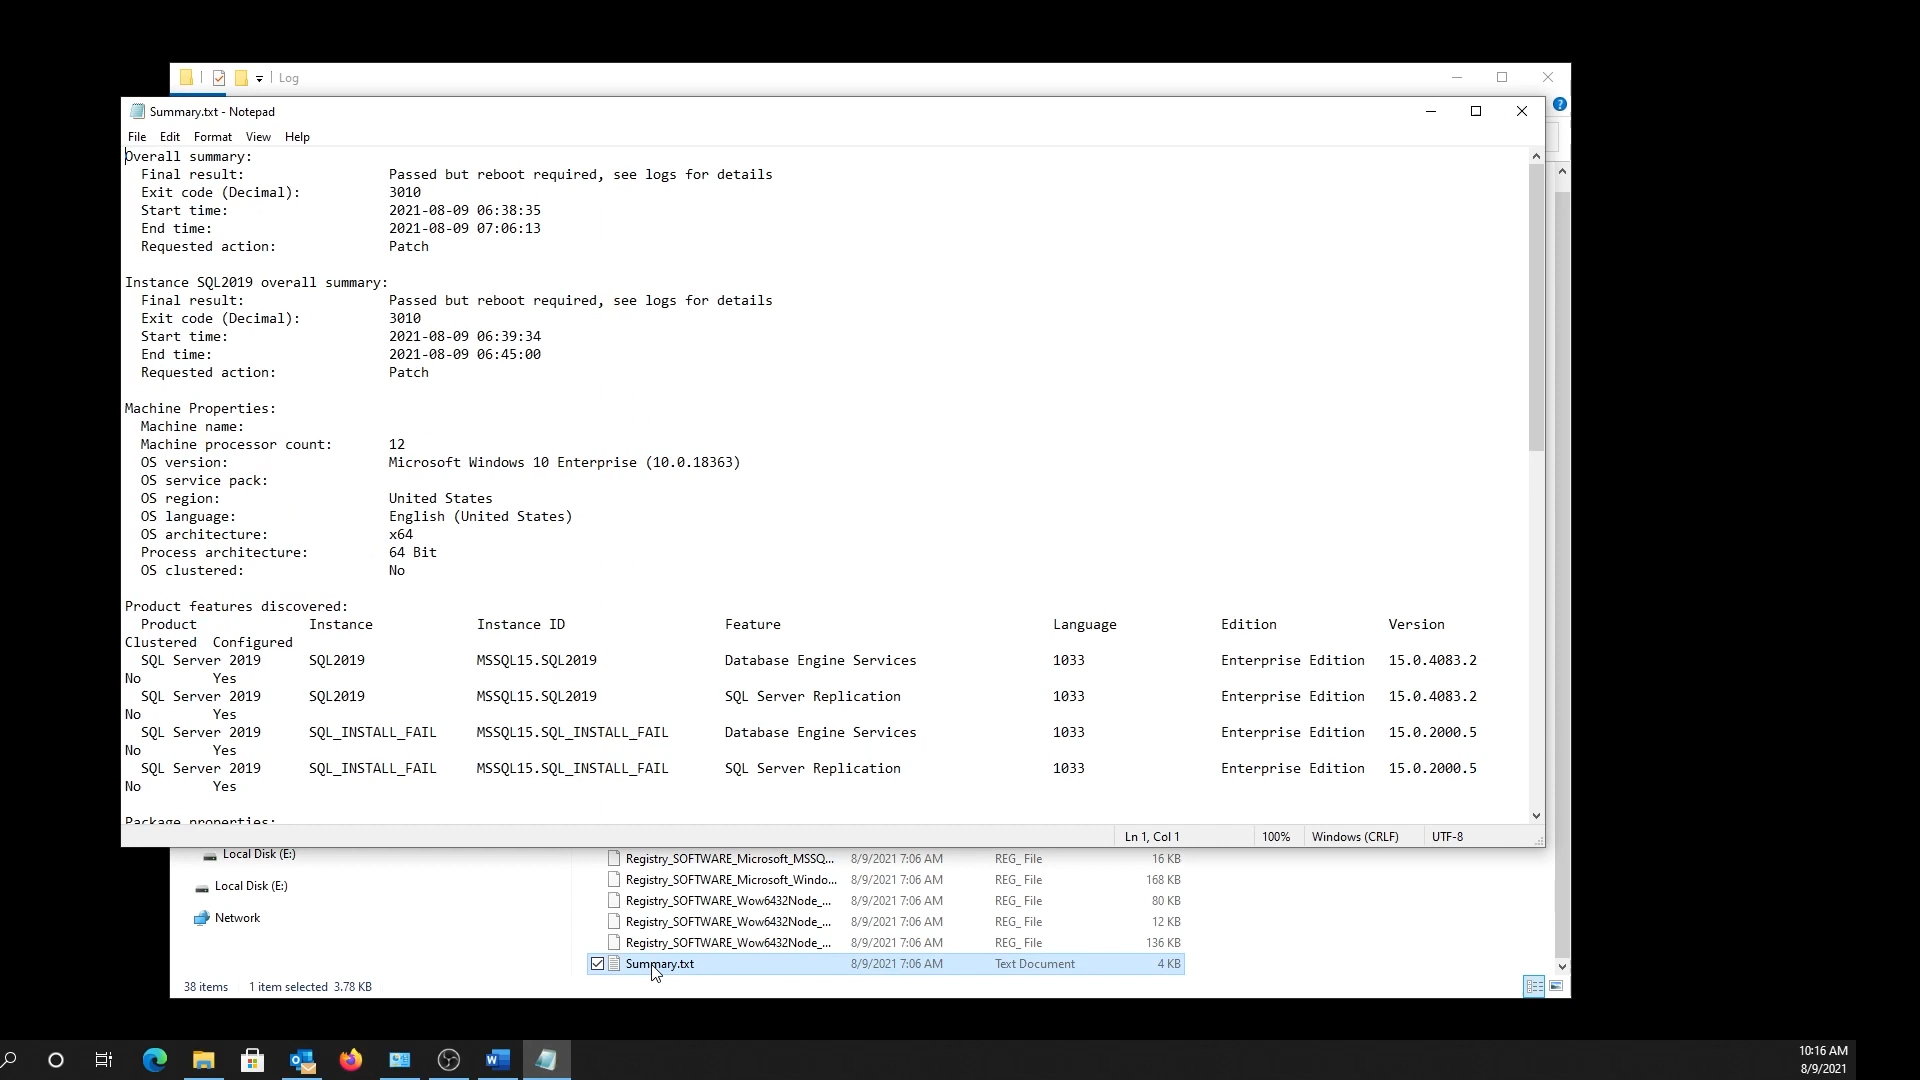 Log
Summary.txt - Notepad
File Edit Format View Help
Overall summary:
Final result: Passed but reboot required, see logs for details
Exit code (Decimal): 3010
Start time: 2021-08-09 06:38:35
End time: 2021-08-09 07:06:13
Requested action: Patch
Instance SQL2019 overall summary:
Final result: Passed but reboot required, see logs for details
Exit code (Decimal): 3010
Start time: 2021-08-09 06:39:34
End time: 2021-08-09 06:45:00
Requested action: Patch
Machine Properties:
Machine name:
Machine processor count: 12
OS version: Microsoft Windows 10 Enterprise (10.0.18363)
OS service pack:
OS region: United States
OS language: English (United States)
OS architecture: x64
Process architecture: 64 Bit
OS clustered: No
Product features discovered:
Product Instance Instance ID Feature Language Edition Version
Clustered Configured
SQL Server 2019 SQL2019 MSSQL15.SQL2019 Database Engine Services 1033 Enterprise Edition 15.0.4083.2
No Yes
SQL Server 2019 SQL2019 MSSQL15.SQL2019 SQL Server Replication 1033 Enterprise Edition 15.0.4083.2
No Yes
SQL Server 2019 SQL_INSTALL_FAIL MSSQL15.SQL_INSTALL_FAIL Database Engine Services 1033 Enterprise Edition 15.0.2000.5
No Yes
SQL Server 2019 SQL_INSTALL_FAIL MSSQL15.SQL_INSTALL_FAIL SQL Server Replication 1033 Enterprise Edition 15.0.2000.5
No Yes
Package properties:
Ln 1, Col 1 100% Windows (CRLF) UTF-8
Local Disk (E:)
Local Disk (E:)
Network
Registry_SOFTWARE_Microsoft_MSSQ... 8/9/2021 7:06 AM REG_ File 16 KB
Registry_SOFTWARE_Microsoft_Windo... 8/9/2021 7:06 AM REG_ File 168 KB
Registry_SOFTWARE_Wow6432Node_... 8/9/2021 7:06 AM REG_ File 80 KB
Registry_SOFTWARE_Wow6432Node_... 8/9/2021 7:06 AM REG_ File 12 KB
Registry_SOFTWARE_Wow6432Node_... 8/9/2021 7:06 AM REG_ File 136 KB
Summary.txt 8/9/2021 7:06 AM Text Document 4 KB
38 items 1 item selected 3.78 KB
10:16 AM
8/9/2021